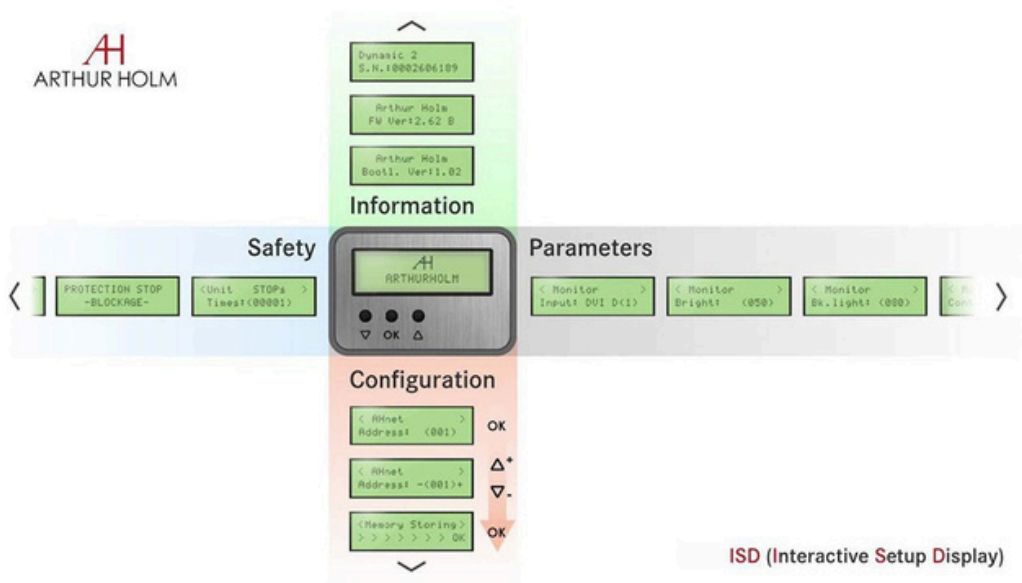 AH
ARTHUR HOLM
Dynamic 2
S.N.:0002606189
Arthur Holm
FW Ver:2.62 B
Arthur Holm
Bootl. Ver:1.02
Information
Safety
Parameters
PROTECTION STOP
-BLOCKAGE-
<Unit STOPs >
Times:(00001)
AH
ARTHURHOLM
OK
< Monitor >
Input: DVI D(1)
< Monitor >
Bright: (050)
< Monitor >
Bk.light: (080)
Configuration
< AHnet >
Address: (001)
OK
< AHnet >
Address: -(001)+
+
-
<Memory Storing>
> > > > > > > OK
OK
ISD (Interactive Setup Display)